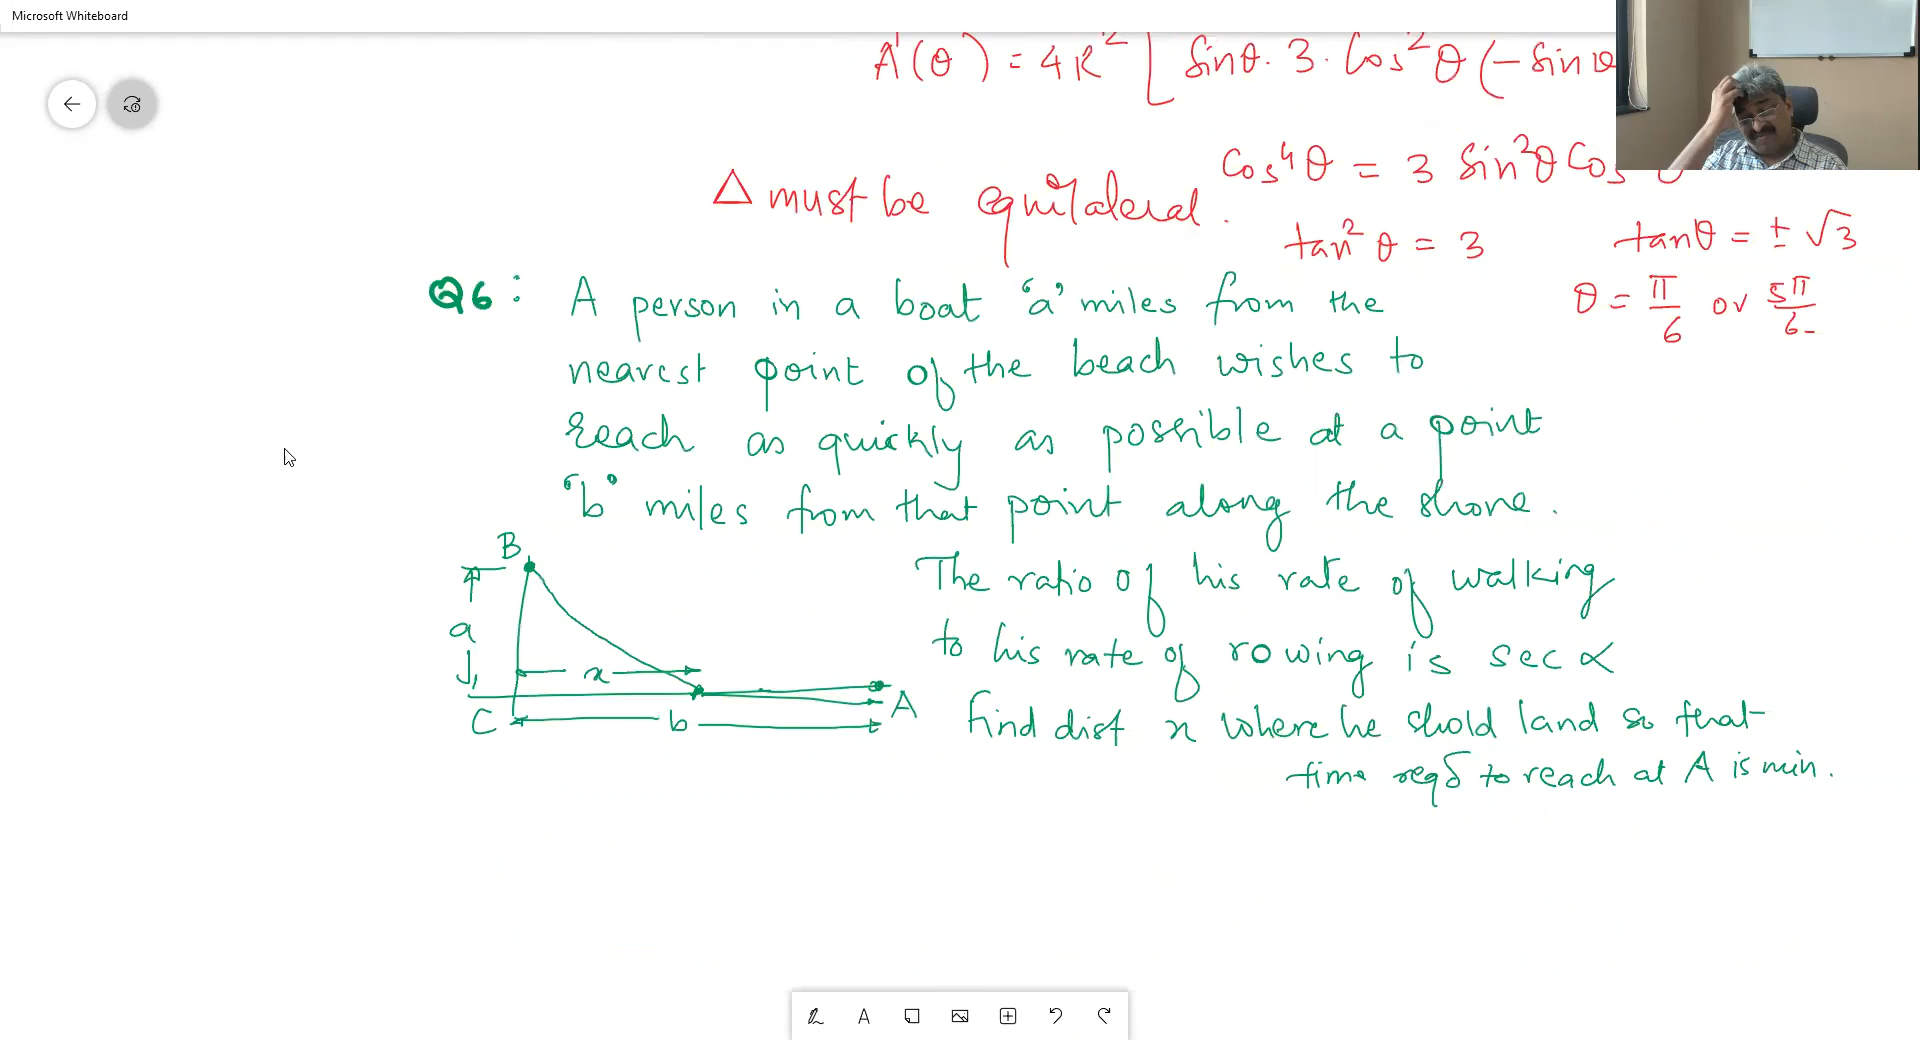 Microsoft Whiteboard
A'(θ) = 4R² [ Sinθ. 3. Cos²θ (-Sinθ
Cos⁴θ = 3 Sin²θ Cos
Δ must be equilateral.
tan²θ = 3
tanθ = ± √3
θ = π/6 or 5π/6
Q6: A person in a boat 'a' miles from the
nearest point of the beach wishes to
reach as quickly as possible at a point
"b" miles from that point along the shore.
B
The ratio of his rate of walking
a
to his rate of rowing is sec α
x
C
b
A
find dist x where he shold land so that
time reqd to reach at A is min.
A